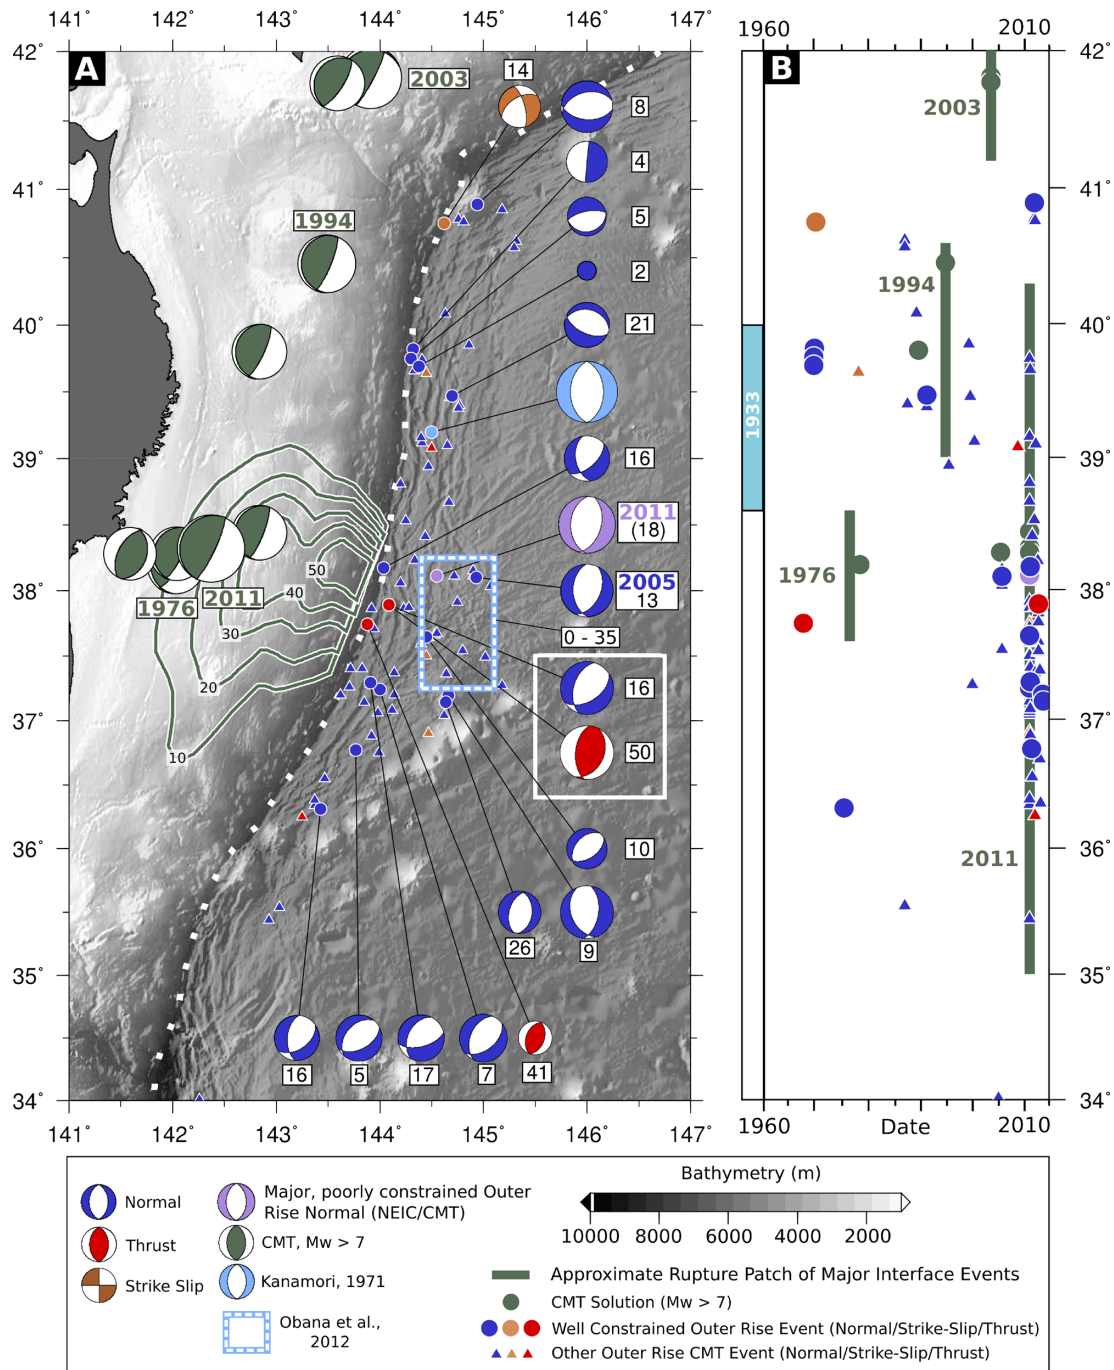 141° 142° 143° 144° 145° 146° 147°
1960 2010
42° 42°
A B
2003
14
8
2003
41° 4 41°
1994
5
2
1994
40° 21 40°
1933
39° 16 39°
2011
(18)
50
2011
1976
40
38° 2005 38°
13
1976
30
0 - 35
20
16
37° 37°
10
50
36° 10 36°
2011
26 9
35° 35°
16 5 17 7 41
34° 34°
141° 142° 143° 144° 145° 146° 147°
1960 Date 2010
Bathymetry (m)
10000 8000 6000 4000 2000
Normal
Major, poorly constrained Outer
Rise Normal (NEIC/CMT)
Thrust
CMT, Mw > 7
Strike Slip
Kanamori, 1971
Obana et al.,
2012
Approximate Rupture Patch of Major Interface Events
CMT Solution (Mw > 7)
Well Constrained Outer Rise Event (Normal/Strike-Slip/Thrust)
Other Outer Rise CMT Event (Normal/Strike-Slip/Thrust)